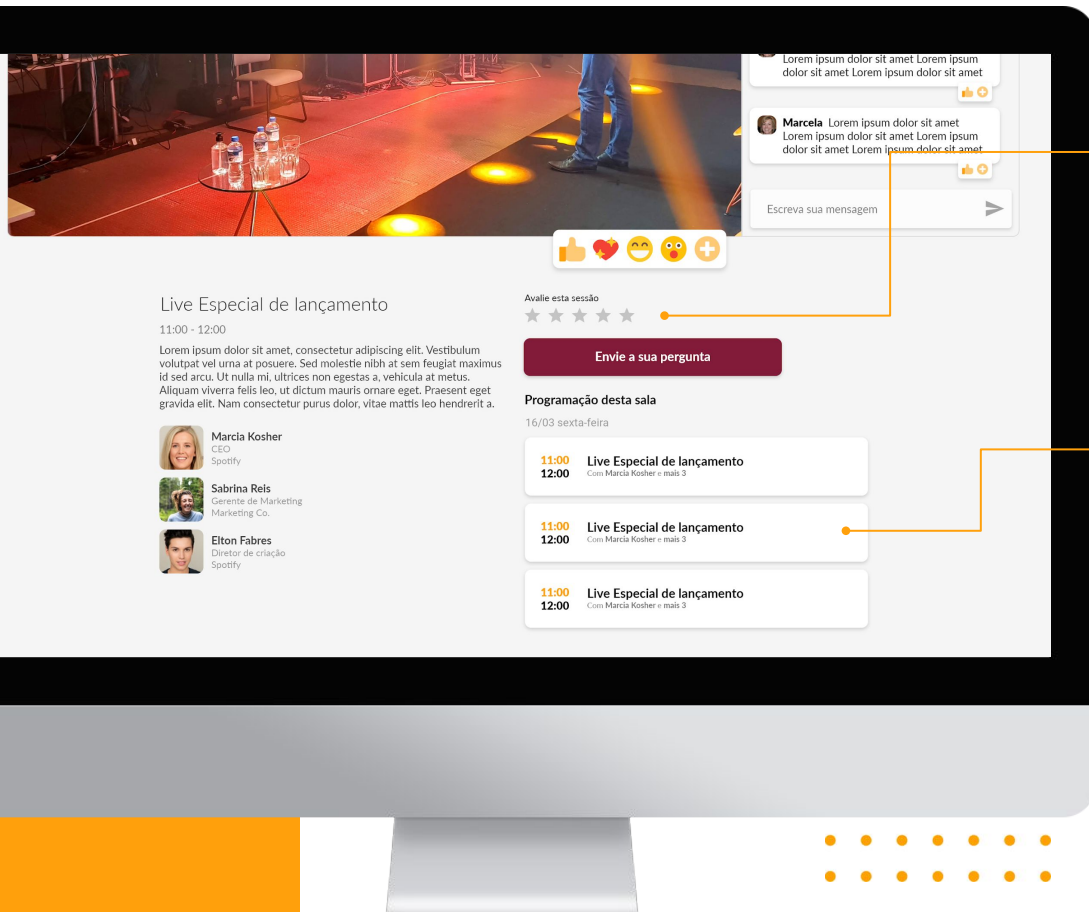 Lorem ipsum dolor sit amet Lorem ipsum
dolor sit amet Lorem ipsum dolor sit amet
Marcela Lorem ipsum dolor sit amet
Lorem ipsum dolor sit amet Lorem ipsum
dolor sit amet Lorem ipsum dolor sit amet
Escreva sua mensagem
Live Especial de lançamento
11:00 - 12:00
Lorem ipsum dolor sit amet, consectetur adipiscing elit. Vestibulum
volutpat vel urna at posuere. Sed molestie nibh at sem feugiat maximus
id sed arcu. Ut nulla mi, ultrices non egestas a, vehicula at metus.
Aliquam viverra felis leo, ut dictum mauris ornare eget. Praesent eget
gravida elit. Nam consectetur purus dolor, vitae mattis leo hendrerit a.
Marcia Kosher
CEO
Spotify
Sabrina Reis
Gerente de Marketing
Marketing Co.
Elton Fabres
Diretor de criação
Spotify
Avalie esta sessão
Envie a sua pergunta
Programação desta sala
16/03 sexta-feira
11:00 Live Especial de lançamento
12:00 Com Marcia Kosher e mais 3
11:00 Live Especial de lançamento
12:00 Com Marcia Kosher e mais 3
11:00 Live Especial de lançamento
12:00 Com Marcia Kosher e mais 3